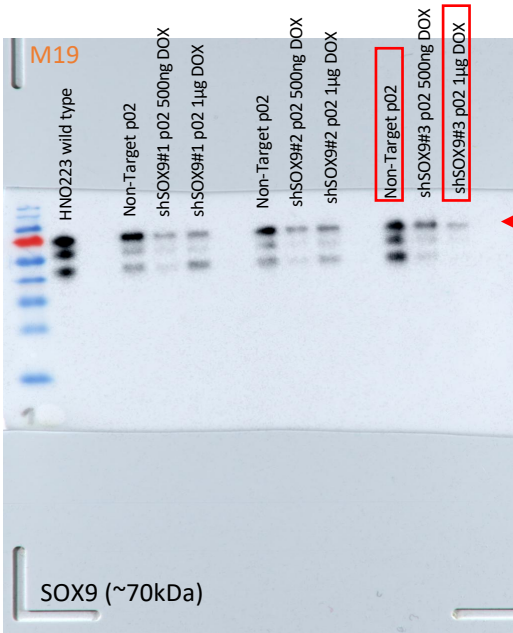 M19
HNO223 wild type
Non-Target p02
shSOX9#1 p02 500ng DOX
shSOX9#1 p02 1µg DOX
Non-Target p02
shSOX9#2 p02 500ng DOX
shSOX9#2 p02 1µg DOX
Non-Target p02
shSOX9#3 p02 500ng DOX
shSOX9#3 p02 1µg DOX
SOX9 (~70kDa)